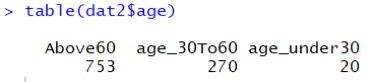 > table(dat2$age)
Above60 age_30To60 age_under30
753 270 20